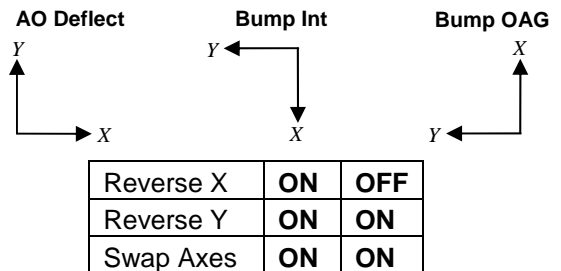 AO Deflect Bump Int Bump OAG
Y Y X
X X Y
Reverse X ON OFF
Reverse Y ON ON
Swap Axes ON ON